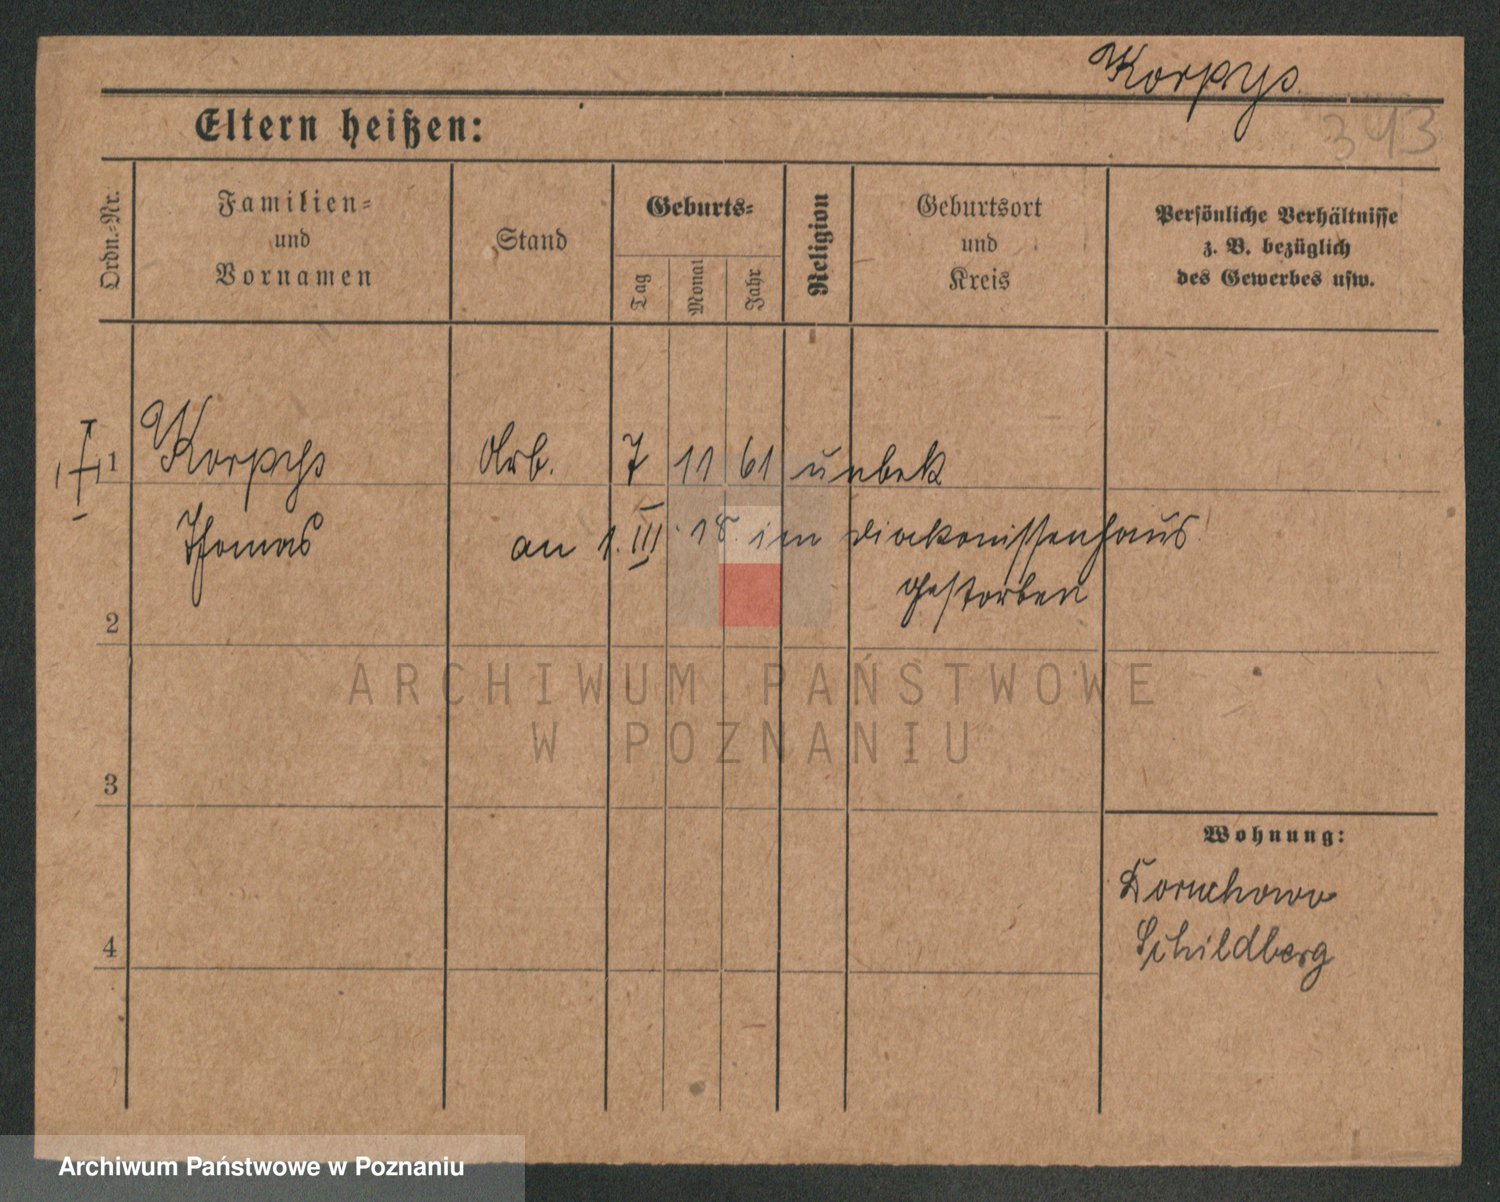 Korpys
343
Eltern heißen:
Ordn.-Nr.
Familien-
und
Vornamen
Stand
Geburts-
Tag
Monat
Jahr
Religion
Geburtsort
und
Kreis
Persönliche Verhältnisse
z. B. bezüglich
des Gewerbes usw.
1 Korpys Arb. 7 11 61 unbek
Thomas an 1. III. 18. im Diakonissenhaus
gestorben
2
ARCHIWUM PAŃSTWOWE
W POZNANIU
3
Wohnung:
Schildberg
4
Archiwum Państwowe w Poznaniu